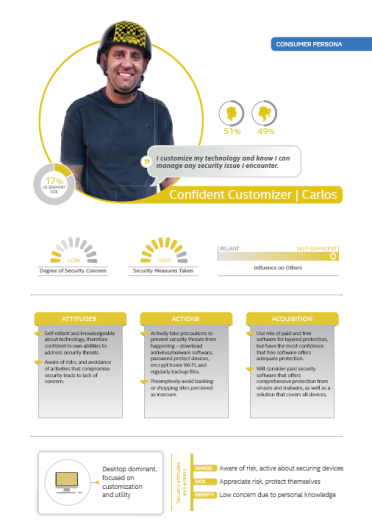 CONSUMER PERSONA
51%
49%
I customize my technology and know I can
manage any security issue I encounter.
17%
US SEGMENT
SIZE
Confident Customizer | Carlos
LOW
Degree of Security Concern
HIGH
Security Measures Taken
RELIANT
SELF-SUFFICIENT
Influence on Others
ATTITUDES
Self-reliant and knowledgeable
about technology, therefore
confident in own abilities to
address security threats.
Aware of risks, and avoidance
of activities that compromise
security leads to lack of
concern.
ACTIONS
Actively take precautions to
prevent security threats from
happening – download
antivirus/malware software,
password protect devices,
encrypt home Wi-Fi, and
regularly backup files.
Preemptively avoid banking
or shopping sites perceived
as insecure.
ACQUISITION
Use mix of paid and free
software for layered protection,
but have the most confidence
that free software offers
adequate protection.
Will consider paid security
software that offers
comprehensive protection from
viruses and malware, as well as a
solution that covers all devices.
Desktop dominant,
focused on
customization
and utility
Security attitudes
and actions
DEVICES Aware of risk, active about securing devices
DATA Appreciate risk, protect themselves
IDENTITY Low concern due to personal knowledge